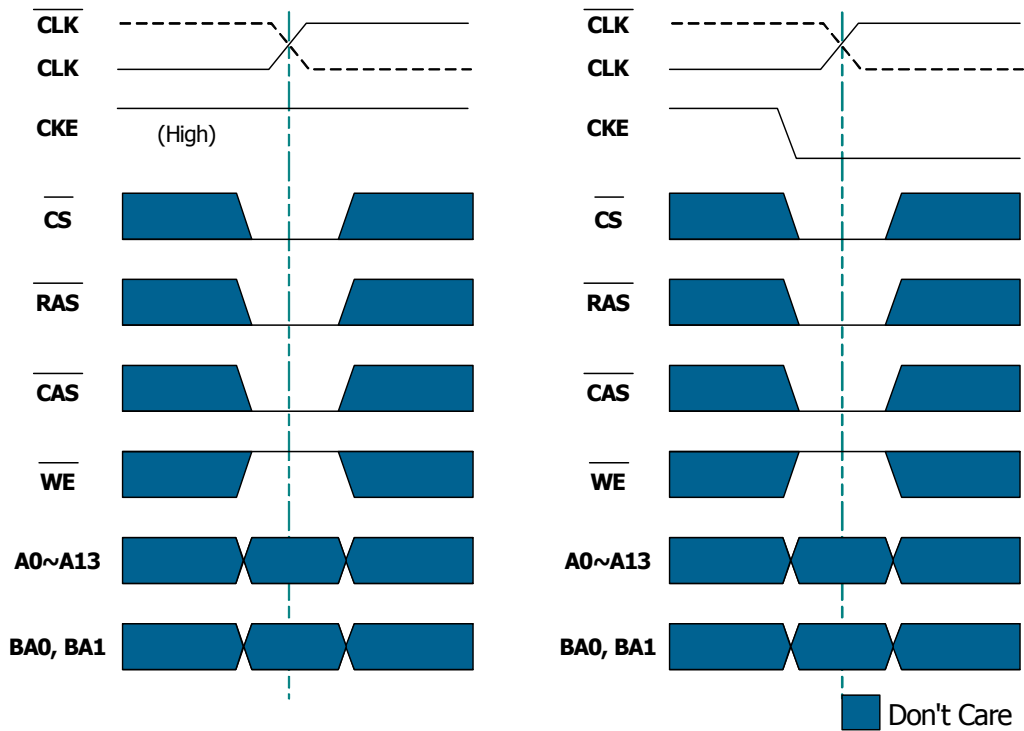 CLK
CLK
CKE
(High)
CS
RAS
CAS
WE
A0~A13
BA0, BA1
CLK
CLK
CKE
CS
RAS
CAS
WE
A0~A13
BA0, BA1
Don't Care